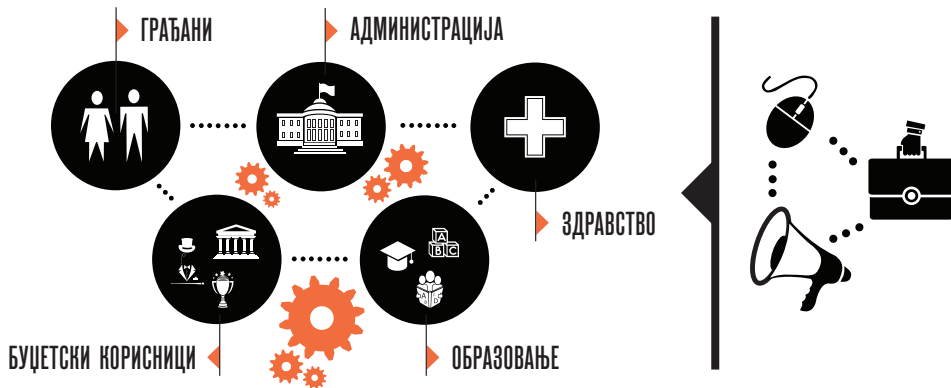 ГРАЂАНИ
АДМИНИСТРАЦИЈА
ЗДРАВСТВО
A
B C
A
D
БУЏЕТСКИ КОРИСНИЦИ
ОБРАЗОВАЊЕ